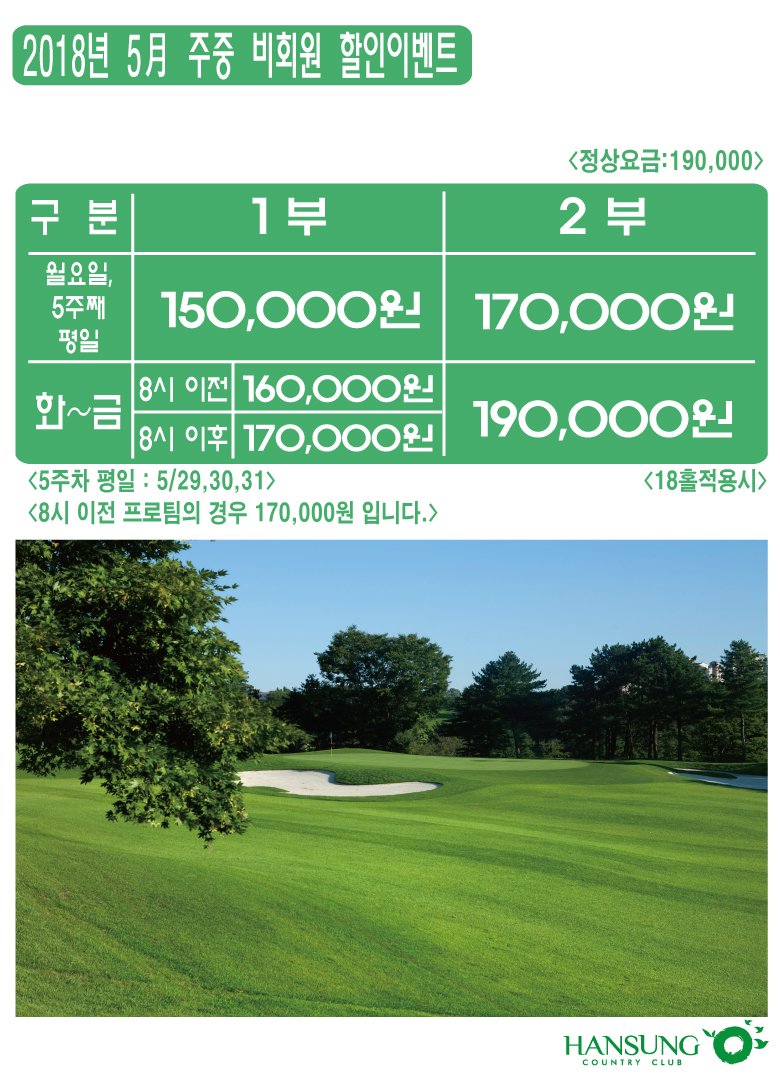 2018년 5月 주중 비회원 할인이벤트
<정상요금:190,000>
구 분 1 부 2 부
월요일,
5주째
평일
150,000원 170,000원
화~금
8시 이전 160,000원
8시 이후 170,000원
190,000원
<5주차 평일 : 5/29,30,31> <18홀적용시>
<8시 이전 프로팀의 경우 170,000원 입니다.>
HANSUNG
COUNTRY CLUB